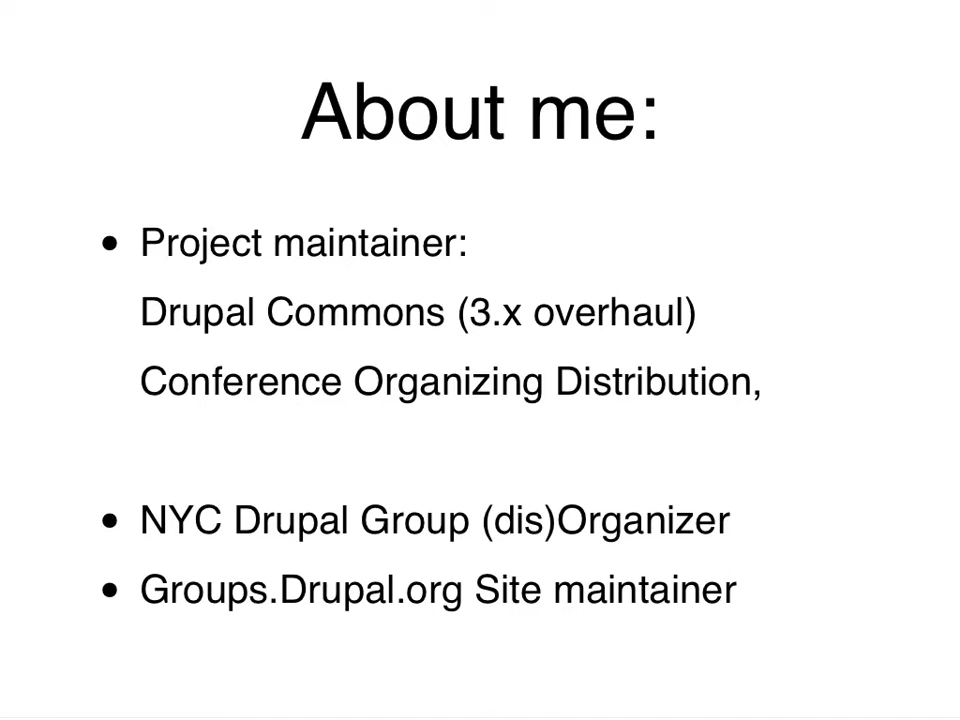 About me:
• Project maintainer:
Drupal Commons (3.x overhaul)
Conference Organizing Distribution,
• NYC Drupal Group (dis)Organizer
• Groups.Drupal.org Site maintainer